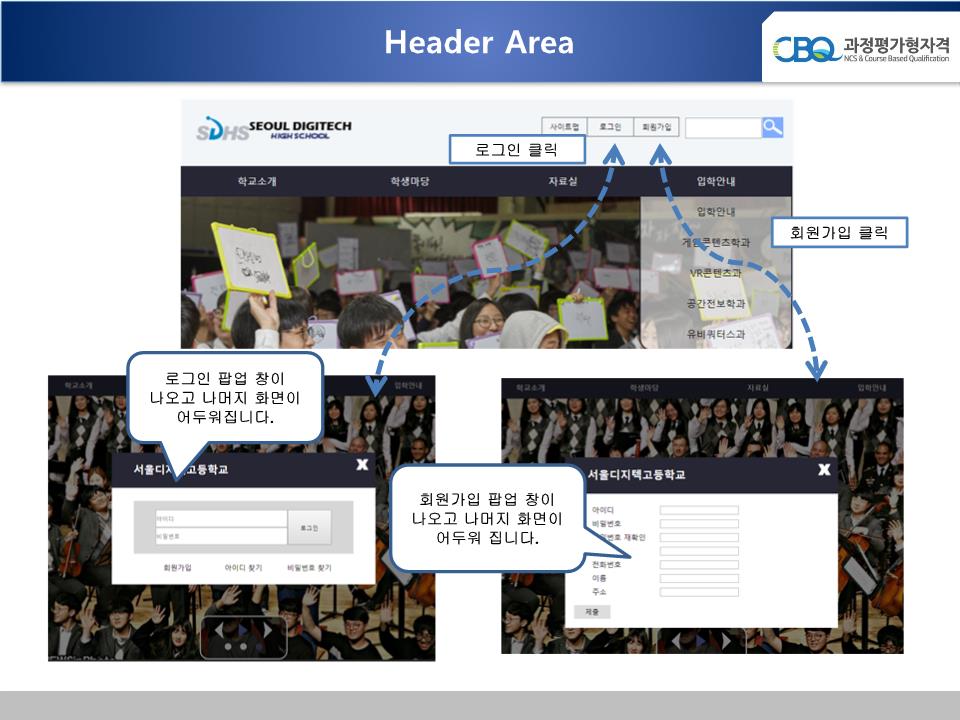 Header Area
CBQ 과정평가형자격
NCS & Course Based Qualification
SDHS SEOUL DIGITECH
HIGH SCHOOL
사이트맵 로그인 회원가입
로그인 클릭
학교소개 학생마당 자료실 입학안내
입학안내
게임콘텐츠학과
회원가입 클릭
VR콘텐츠과
공간전보학과
유비쿼터스과
로그인 팝업 창이
나오고 나머지 화면이
어두워집니다.
학교소개 입학안내
서울디지텍고등학교 X
아이디
비밀번호
로그인
회원가입 아이디 찾기 비밀번호 찾기
학교소개 학생마당 자료실 입학안내
회원가입 팝업 창이
나오고 나머지 화면이
어두워 집니다.
서울디지텍고등학교 X
아이디
비밀번호
비밀번호 재확인
전화번호
이름
주소
제출